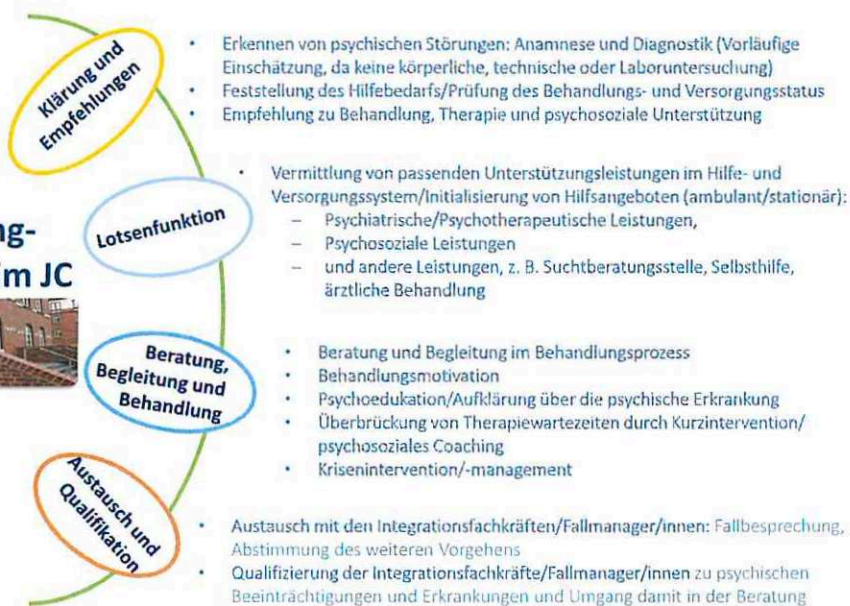 Klärung und
Empfehlungen
• Erkennen von psychischen Störungen: Anamnese und Diagnostik (Vorläufige
Einschätzung, da keine körperliche, technische oder Laboruntersuchung)
• Feststellung des Hilfebedarfs/Prüfung des Behandlungs- und Versorgungsstatus
• Empfehlung zu Behandlung, Therapie und psychosoziale Unterstützung
ng-
im JC
Lotsenfunktion
• Vermittlung von passenden Unterstützungsleistungen im Hilfe- und
Versorgungssystem/Initialisierung von Hilfsangeboten (ambulant/stationär):
– Psychiatrische/Psychotherapeutische Leistungen,
– Psychosoziale Leistungen
– und andere Leistungen, z. B. Suchtberatungsstelle, Selbsthilfe,
ärztliche Behandlung
Beratung,
Begleitung und
Behandlung
• Beratung und Begleitung im Behandlungsprozess
• Behandlungsmotivation
• Psychoedukation/Aufklärung über die psychische Erkrankung
• Überbrückung von Therapiewartezeiten durch Kurzintervention/
psychosoziales Coaching
• Krisenintervention/-management
Austausch und
Qualifikation
• Austausch mit den Integrationsfachkräften/Fallmanager/innen: Fallbesprechung,
Abstimmung des weiteren Vorgehens
• Qualifizierung der Integrationsfachkräfte/Fallmanager/innen zu psychischen
Beeinträchtigungen und Erkrankungen und Umgang damit in der Beratung